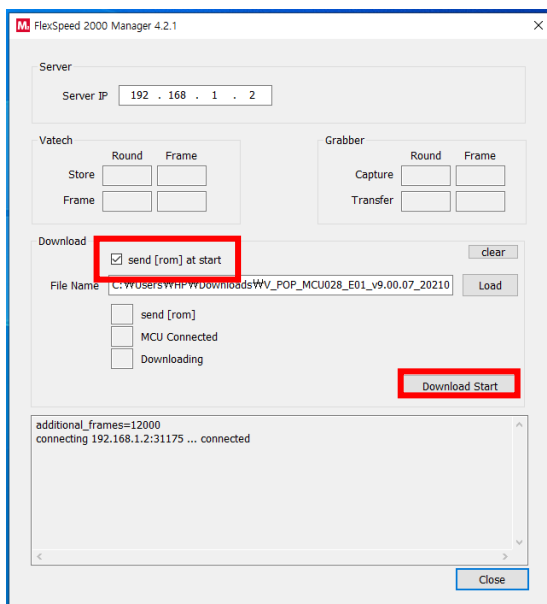 M. FlexSpeed 2000 Manager 4.2.1
Server
Server IP 192 . 168 . 1 . 2
Vatech
Round Frame
Store
Frame
Grabber
Round Frame
Capture
Transfer
Download
send [rom] at start
clear
File Name C:₩Users₩HP₩Downloads₩V_POP_MCU028_E01_v9.00.07_20210 Load
send [rom]
MCU Connected
Downloading
Download Start
additional_frames=12000
connecting 192.168.1.2:31175 ... connected
Close